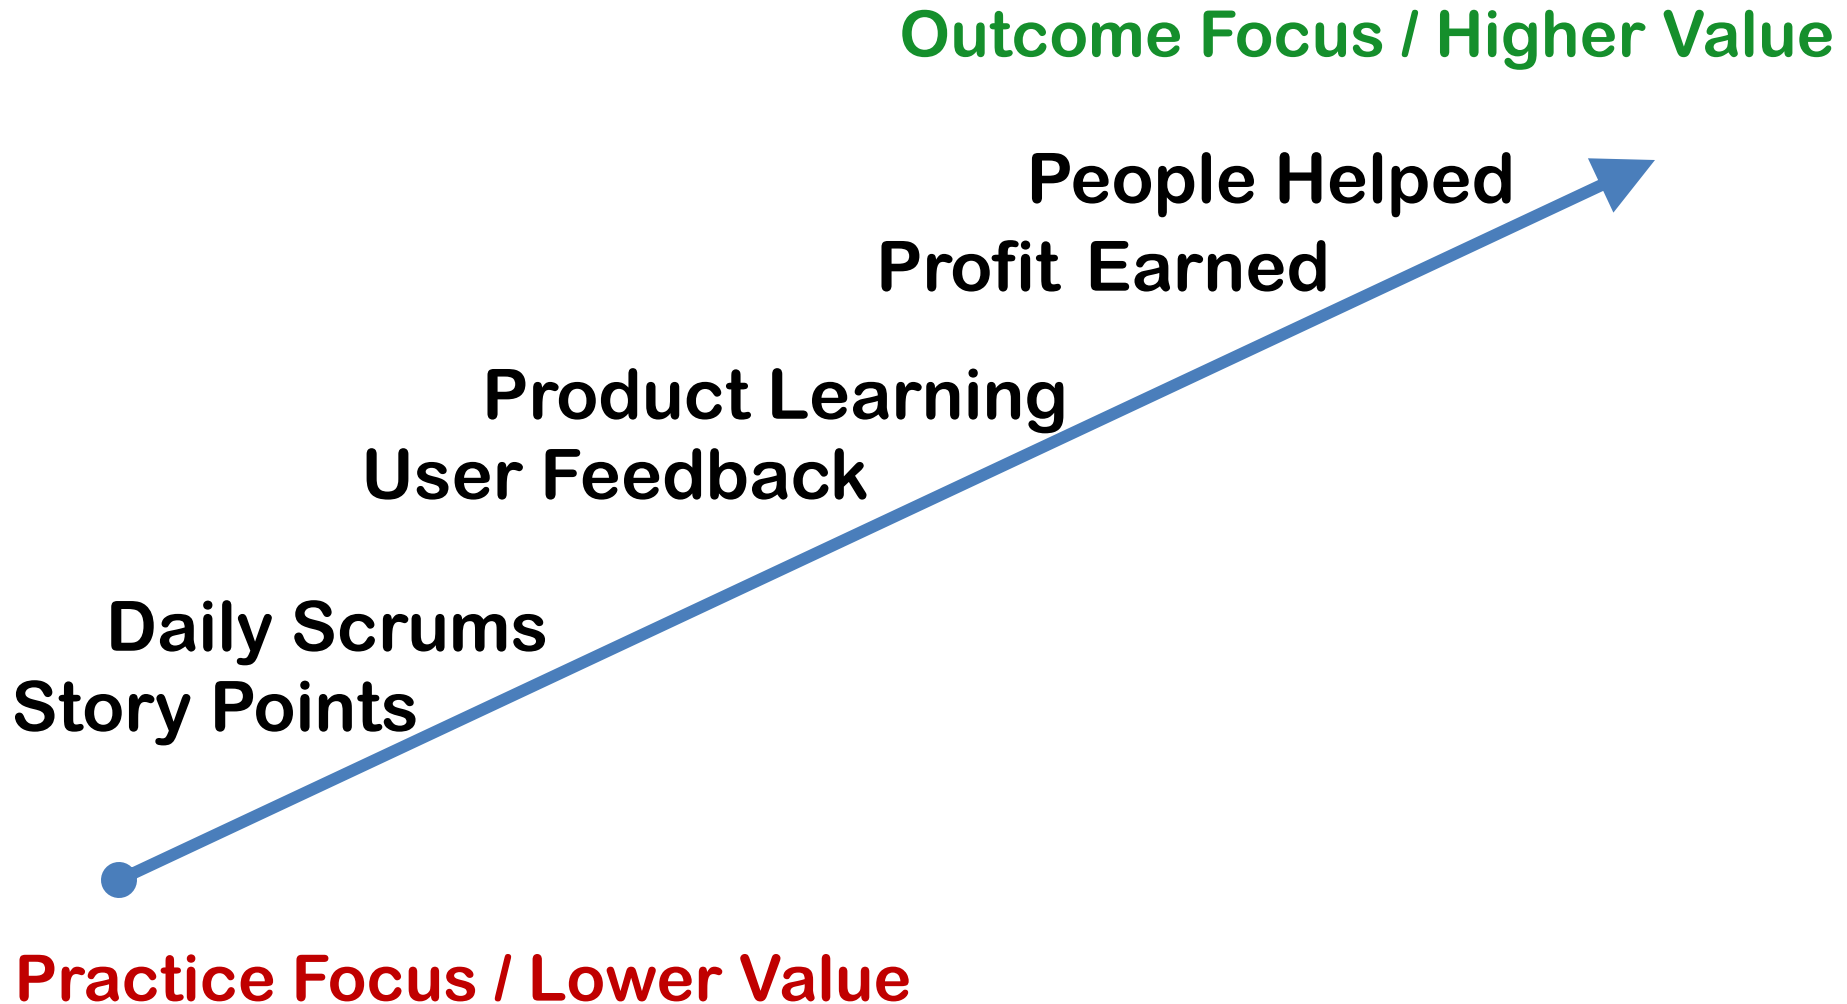 Outcome Focus / Higher Value
People Helped
Profit Earned
Product Learning
User Feedback
Daily Scrums
Story Points
Practice Focus / Lower Value